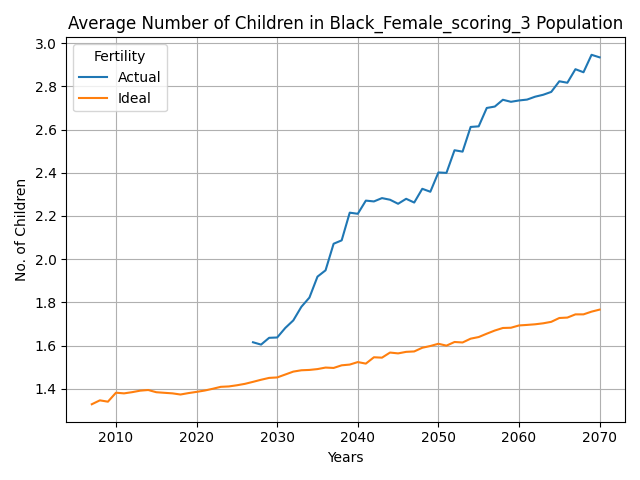 Average Number of Children in Black_Female_scoring_3 Population
Fertility
Actual
Ideal
No. of Children
3.0
2.8
2.6
2.4
2.2
2.0
1.8
1.6
1.4
2010 2020 2030 2040 2050 2060 2070
Years